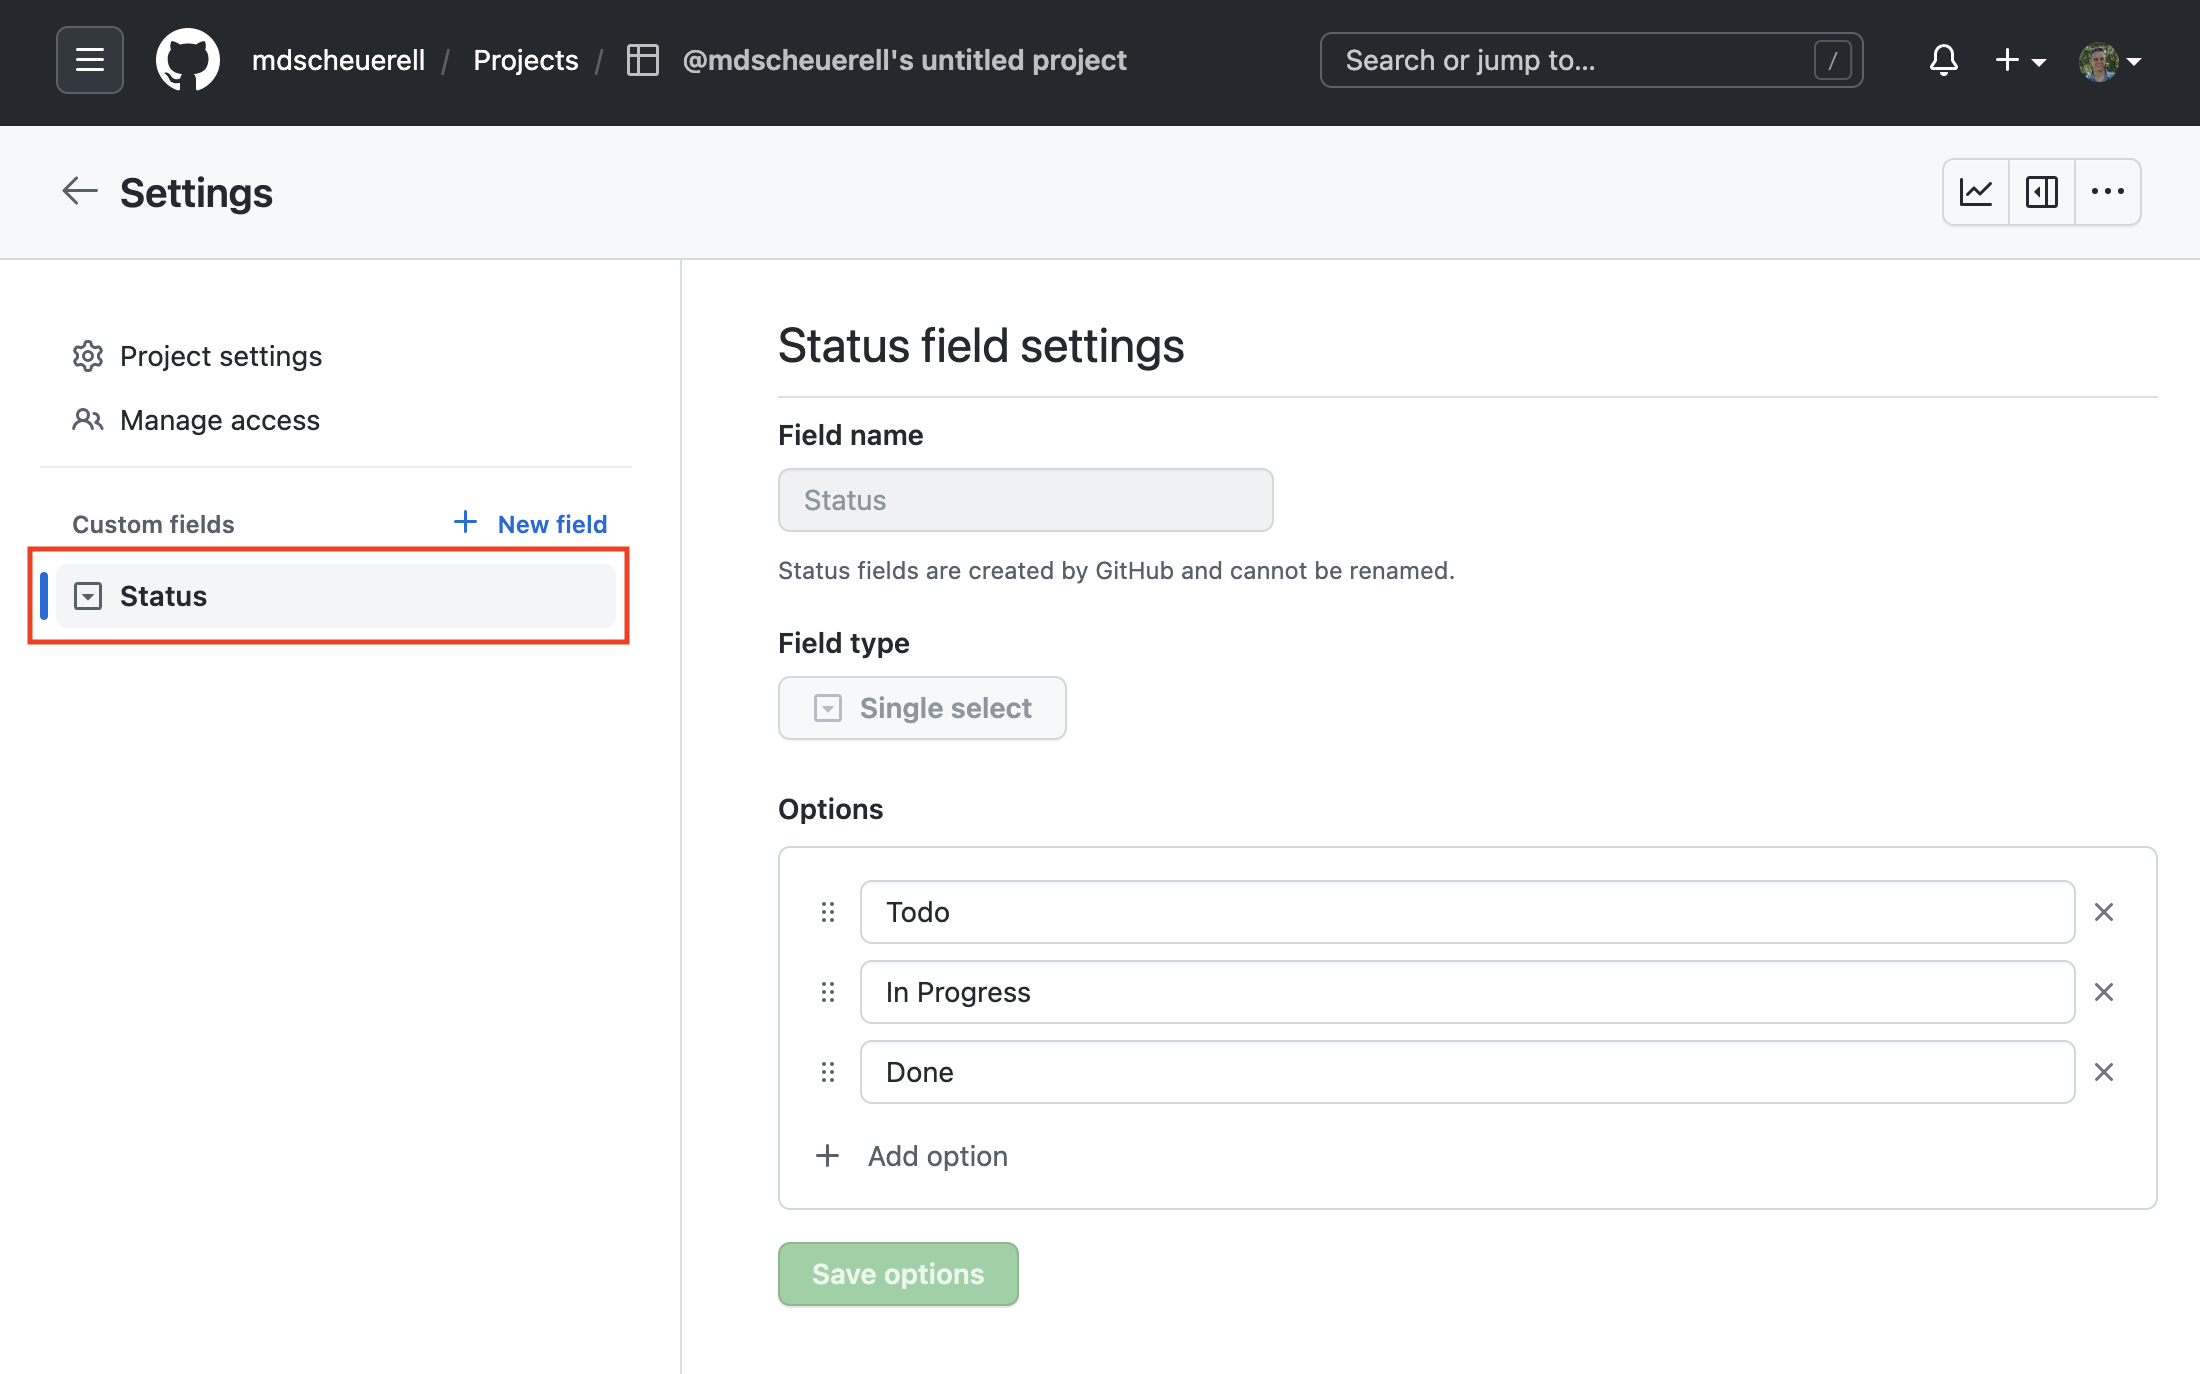 mdscheuerell / Projects / @mdscheuerell's untitled project Search or jump to... /
Settings
Project settings
Manage access
Custom fields + New field
Status
Status field settings
Field name
Status
Status fields are created by GitHub and cannot be renamed.
Field type
Single select
Options
Todo
In Progress
Done
+ Add option
Save options